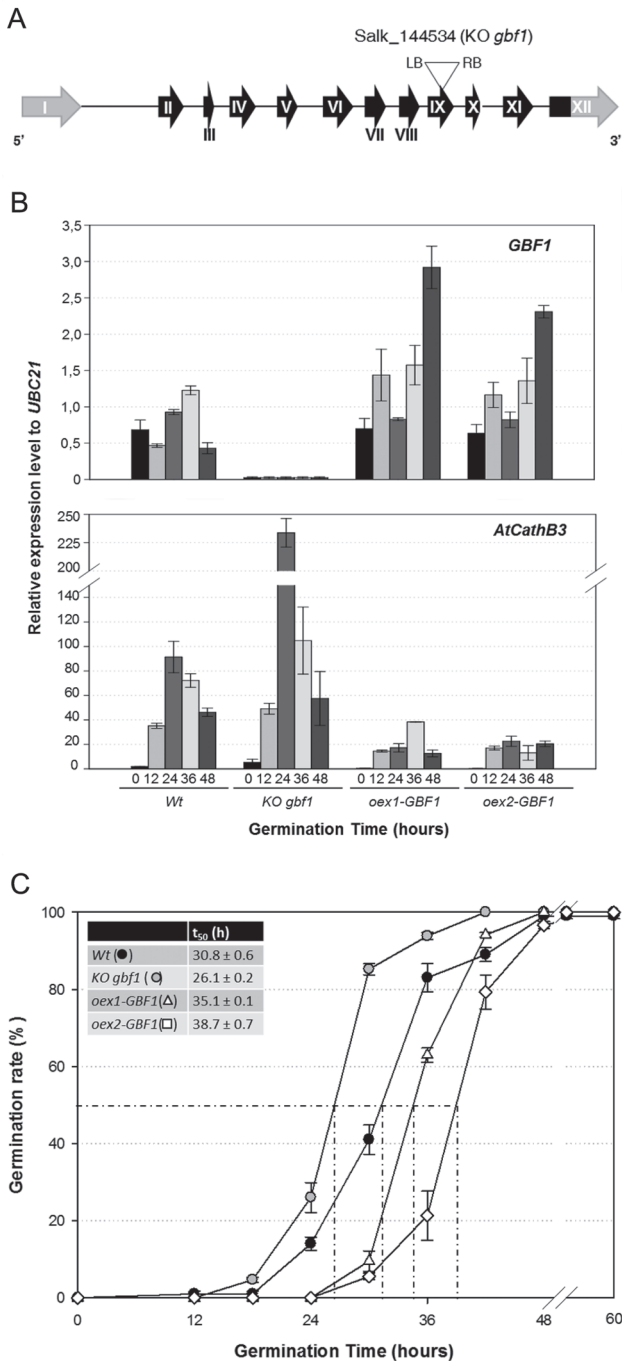 A
Salk_144534 (KO gbf1)
LB RB
I II III IV V VI VII VIII IX X XI XII
5' 3'
B
Relative expression level to UBC21
GBF1
3,5
3,0
2,5
2,0
1,5
1,0
0,5
0
AtCathB3
250
225
200
140
120
100
80
60
40
20
0
0 12 24 36 48 0 12 24 36 48 0 12 24 36 48 0 12 24 36 48
Wt KO gbf1 oex1-GBF1 oex2-GBF1
Germination Time (hours)
C
Germination rate (% )
100
80
60
40
20
0
t50 (h)
Wt ( ) 30.8 ± 0.6
KO gbf1 ( ) 26.1 ± 0.2
oex1-GBF1( ) 35.1 ± 0.1
oex2-GBF1( ) 38.7 ± 0.7
0 12 24 36 48 60
Germination Time (hours)